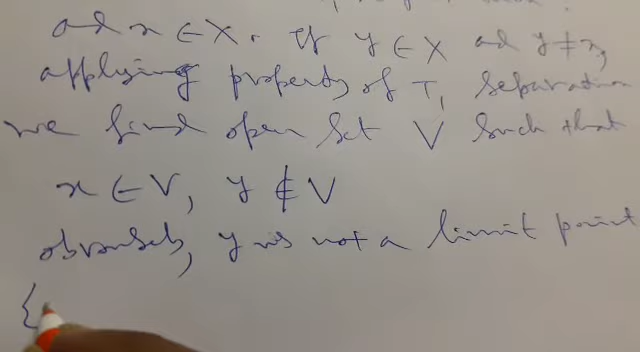 and x ∈ X. If y ∈ X and y ≠ x,
applying property of T₁ separation
we find open set V such that
x ∈ V, y ∉ V
obviously, y is not a limit point
{